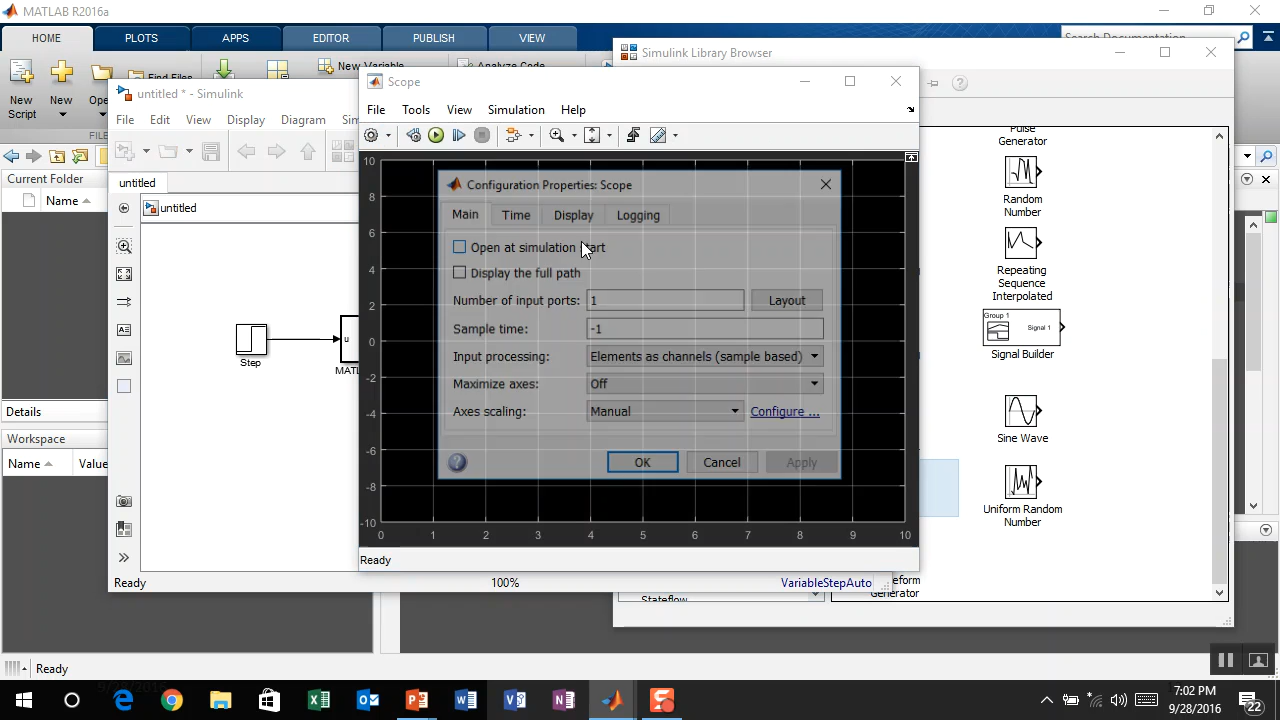 MATLAB R2016a
HOME
PLOTS
APPS
EDITOR
PUBLISH
VIEW
Search Documentation
New
Script
New
Find Files
New Variable
Analyze Code
Simulink Library Browser
untitled * - Simulink
File Edit View Display Diagram
Scope
File Tools View Simulation Help
Current Folder
Name
untitled
untitled
Step
u
Details
Workspace
Name
Value
Ready
100%
VariableStepAuto
10
8
6
4
2
0
-2
-4
-6
-8
-10
0 1 2 3 4 5 6 7 8 9 10
Ready
Configuration Properties: Scope
Main Time Display Logging
Open at simulation start
Display the full path
Number of input ports: 1 Layout
Sample time: -1
Input processing: Elements as channels (sample based)
Maximize axes: Off
Axes scaling: Manual Configure ...
OK Cancel Apply
Pulse
Generator
Random
Number
Repeating
Sequence
Interpolated
Group 1
Signal 1
Signal Builder
Sine Wave
Uniform Random
Number
Generator
Stateflow
Ready
7:02 PM
9/28/2016
22